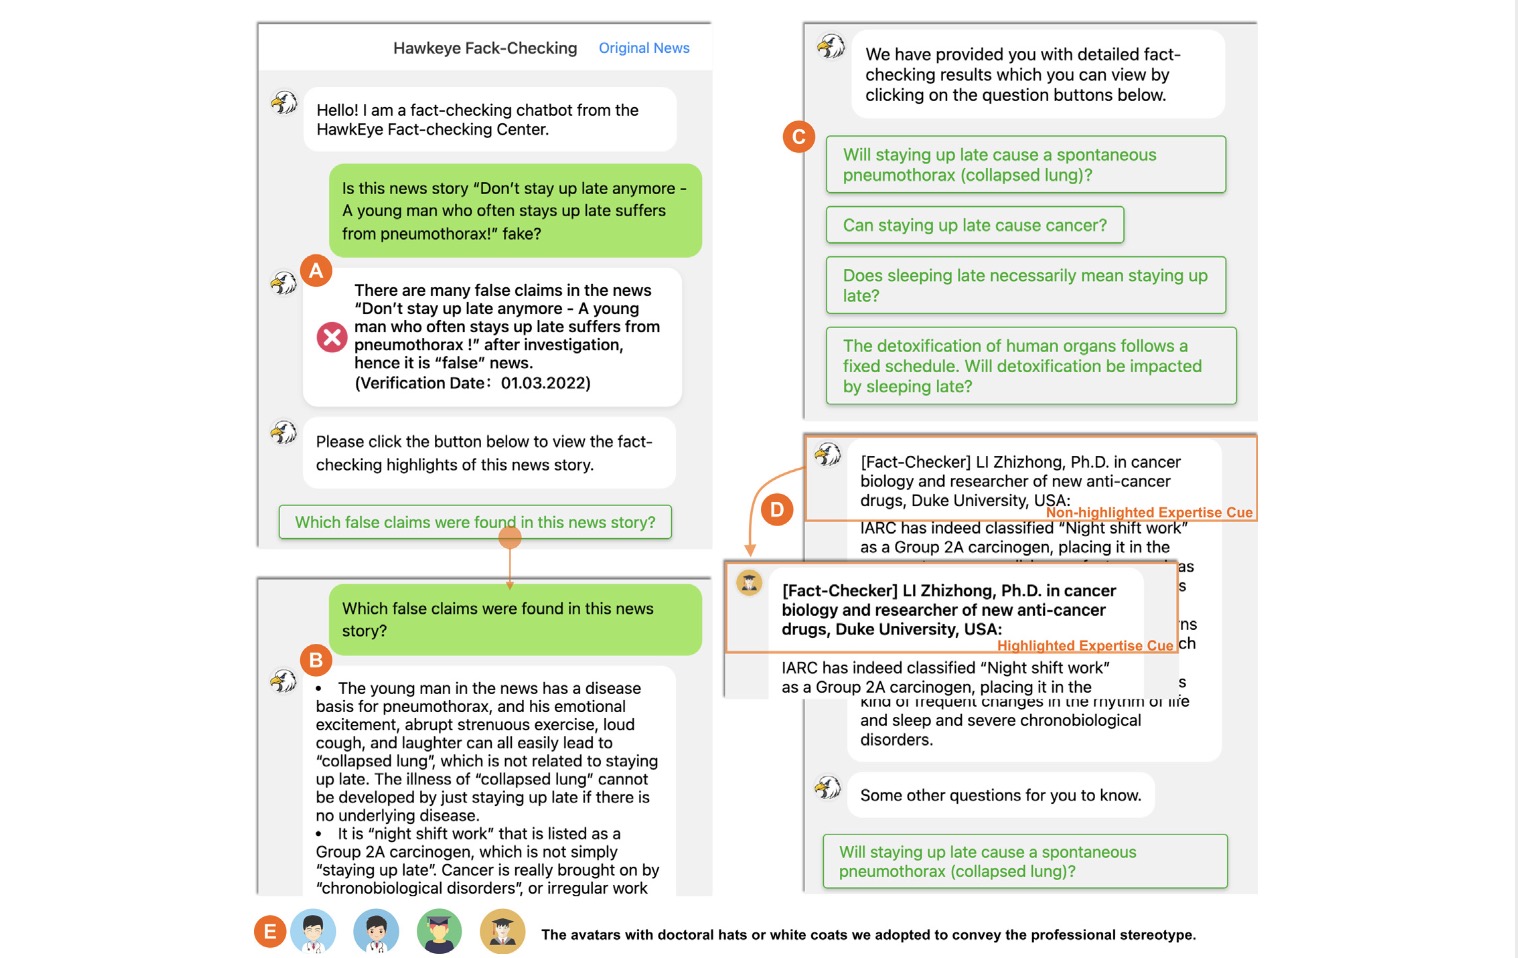 Hawkeye Fack-Checking Original News
Hello! I am a fact-checking chatbot from the
HawkEye Fact-checking Center.
Is this news story “Don’t stay up late anymore -
A young man who often stays up late suffers
from pneumothorax!” fake?
A
There are many false claims in the news
“Don’t stay up late anymore - A young
man who often stays up late suffers from
pneumothorax !” after investigation,
hence it is “false” news.
(Verification Date：01.03.2022)
Please click the button below to view the fact-
checking highlights of this news story.
Which false claims were found in this news story?
Which false claims were found in this news
story?
B
• The young man in the news has a disease
basis for pneumothorax, and his emotional
excitement, abrupt strenuous exercise, loud
cough, and laughter can all easily lead to
“collapsed lung”, which is not related to staying
up late. The illness of “collapsed lung” cannot
be developed by just staying up late if there is
no underlying disease.
• It is “night shift work” that is listed as a
Group 2A carcinogen, which is not simply
“staying up late”. Cancer is really brought on by
“chronobiological disorders”, or irregular work
We have provided you with detailed fact-
checking results which you can view by
clicking on the question buttons below.
C
Will staying up late cause a spontaneous
pneumothorax (collapsed lung)?
Can staying up late cause cancer?
Does sleeping late necessarily mean staying up
late?
The detoxification of human organs follows a
fixed schedule. Will detoxification be impacted
by sleeping late?
[Fact-Checker] LI Zhizhong, Ph.D. in cancer
biology and researcher of new anti-cancer
drugs, Duke University, USA:
Non-highlighted Expertise Cue
D
IARC has indeed classified “Night shift work”
as a Group 2A carcinogen, placing it in the
[Fact-Checker] LI Zhizhong, Ph.D. in cancer
biology and researcher of new anti-cancer
drugs, Duke University, USA:
Highlighted Expertise Cue
IARC has indeed classified “Night shift work”
as a Group 2A carcinogen, placing it in the
kind of frequent changes in the rhythm of life
and sleep and severe chronobiological
disorders.
Some other questions for you to know.
Will staying up late cause a spontaneous
pneumothorax (collapsed lung)?
E
The avatars with doctoral hats or white coats we adopted to convey the professional stereotype.